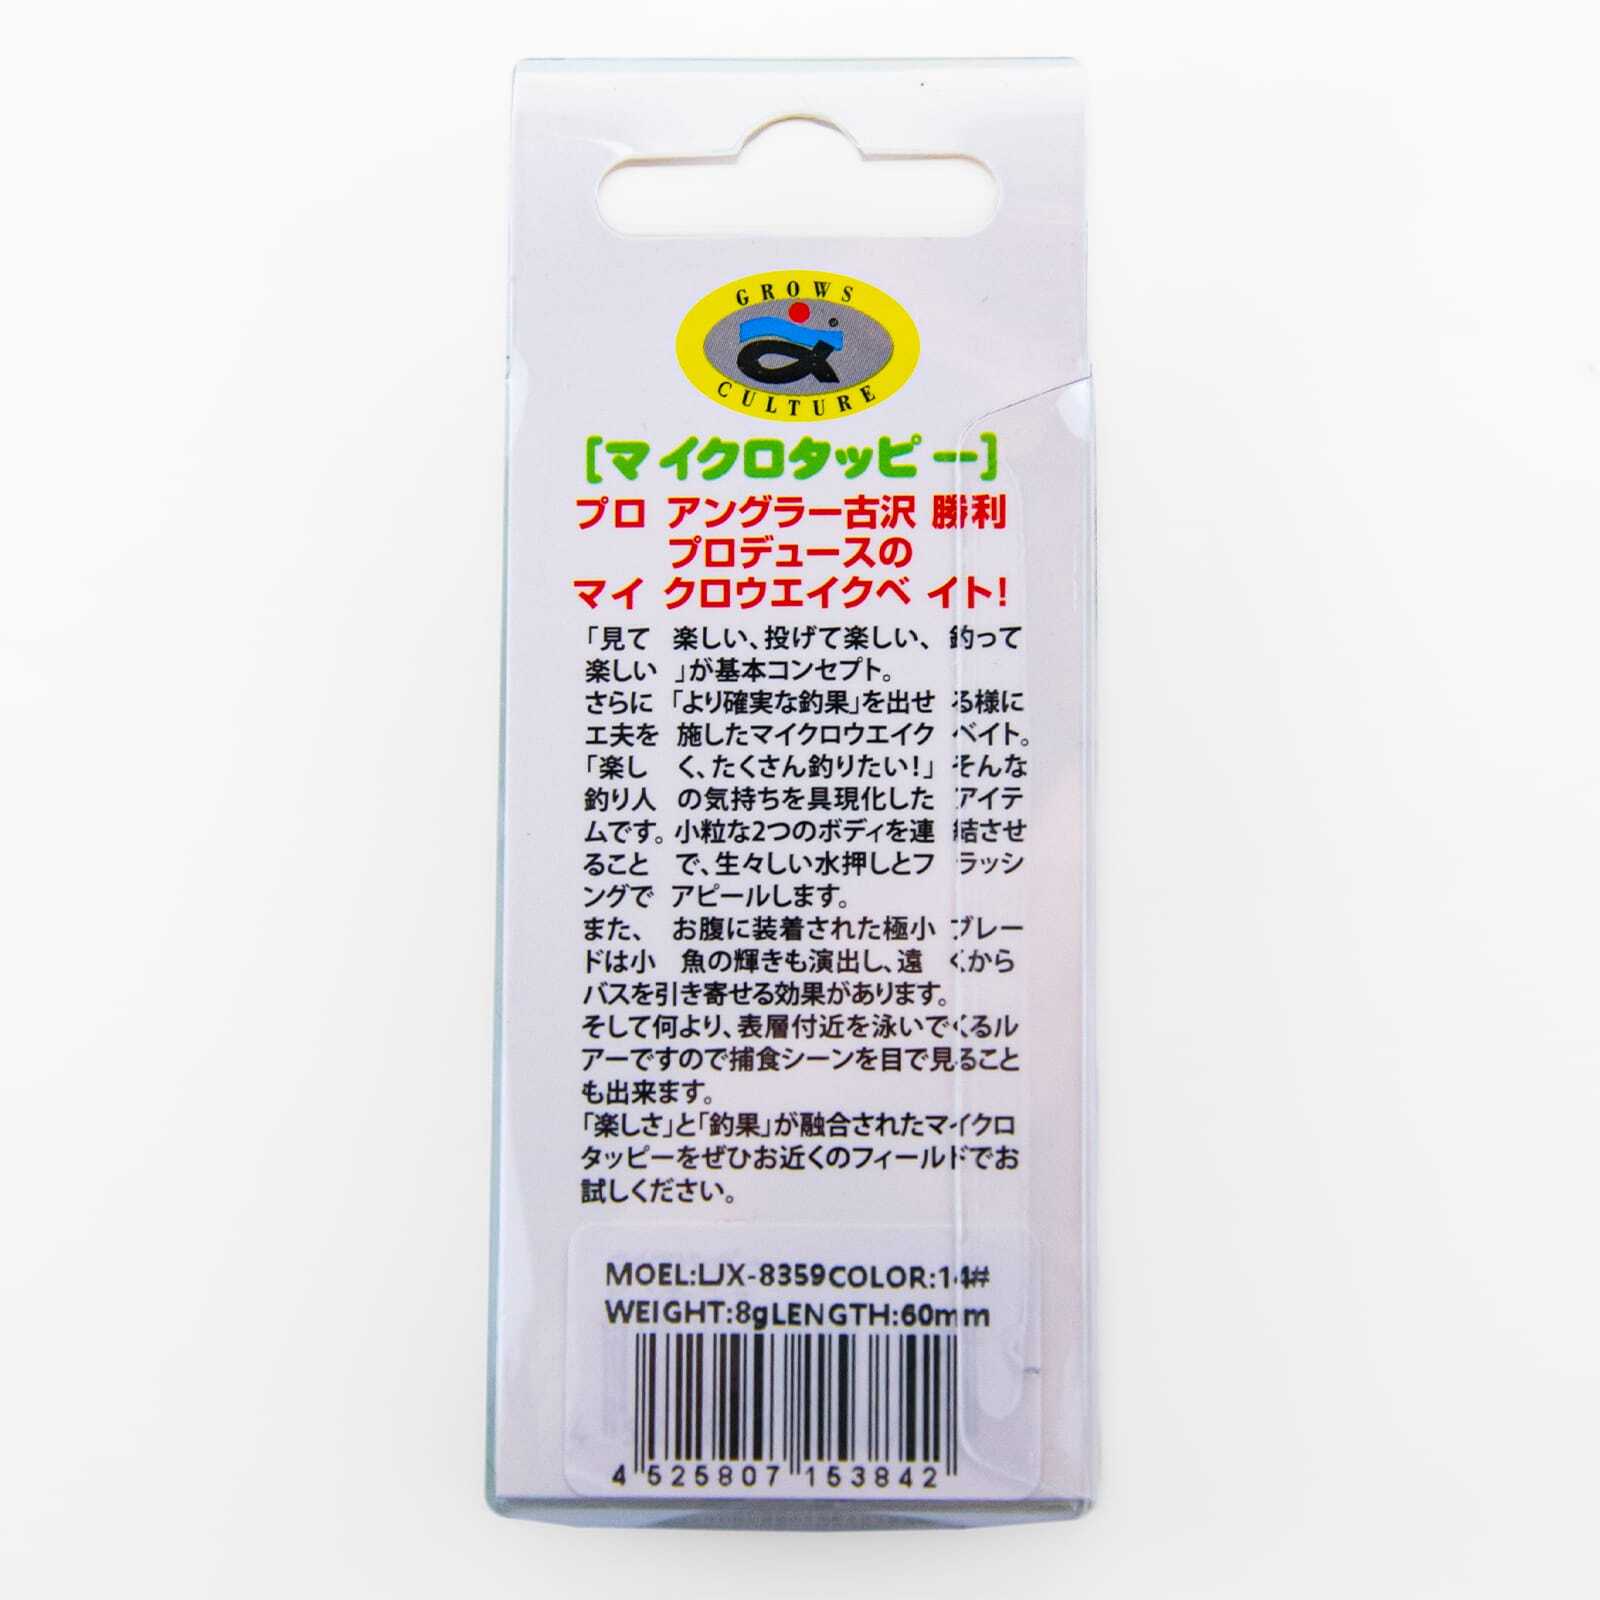 GROWS
CULTURE
[マイクロタッピー]
プロ アングラー古沢 勝利
プロデュースの
マイ クロウエイクベ イト!
「見て 楽しい、投げて楽しい、 釣って
楽しい 」が基本コンセプト。
さらに 「より確実な釣果」を出せ る様に
工夫を 施したマイクロウエイク ベイト。
「楽し く、たくさん釣りたい!」 そんな
釣り人 の気持ちを具現化した アイテ
ムです。小粒な2つのボディを連 結させ
ること で、生々しい水押しとフ ラッシ
ングで アピールします。
また、 お腹に装着された極小 ブレー
ドは小 魚の輝きも演出し、遠 くから
バスを引き寄せる効果があります。
そして何より、表層付近を泳いでくるル
アーですので捕食シーンを目で見ること
も出来ます。
「楽しさ」と「釣果」が融合されたマイクロ
タッピーをぜひお近くのフィールドでお
試しください。
MOEL:LJX-8359COLOR:14#
WEIGHT:8gLENGTH:60mm
4 525807 153842